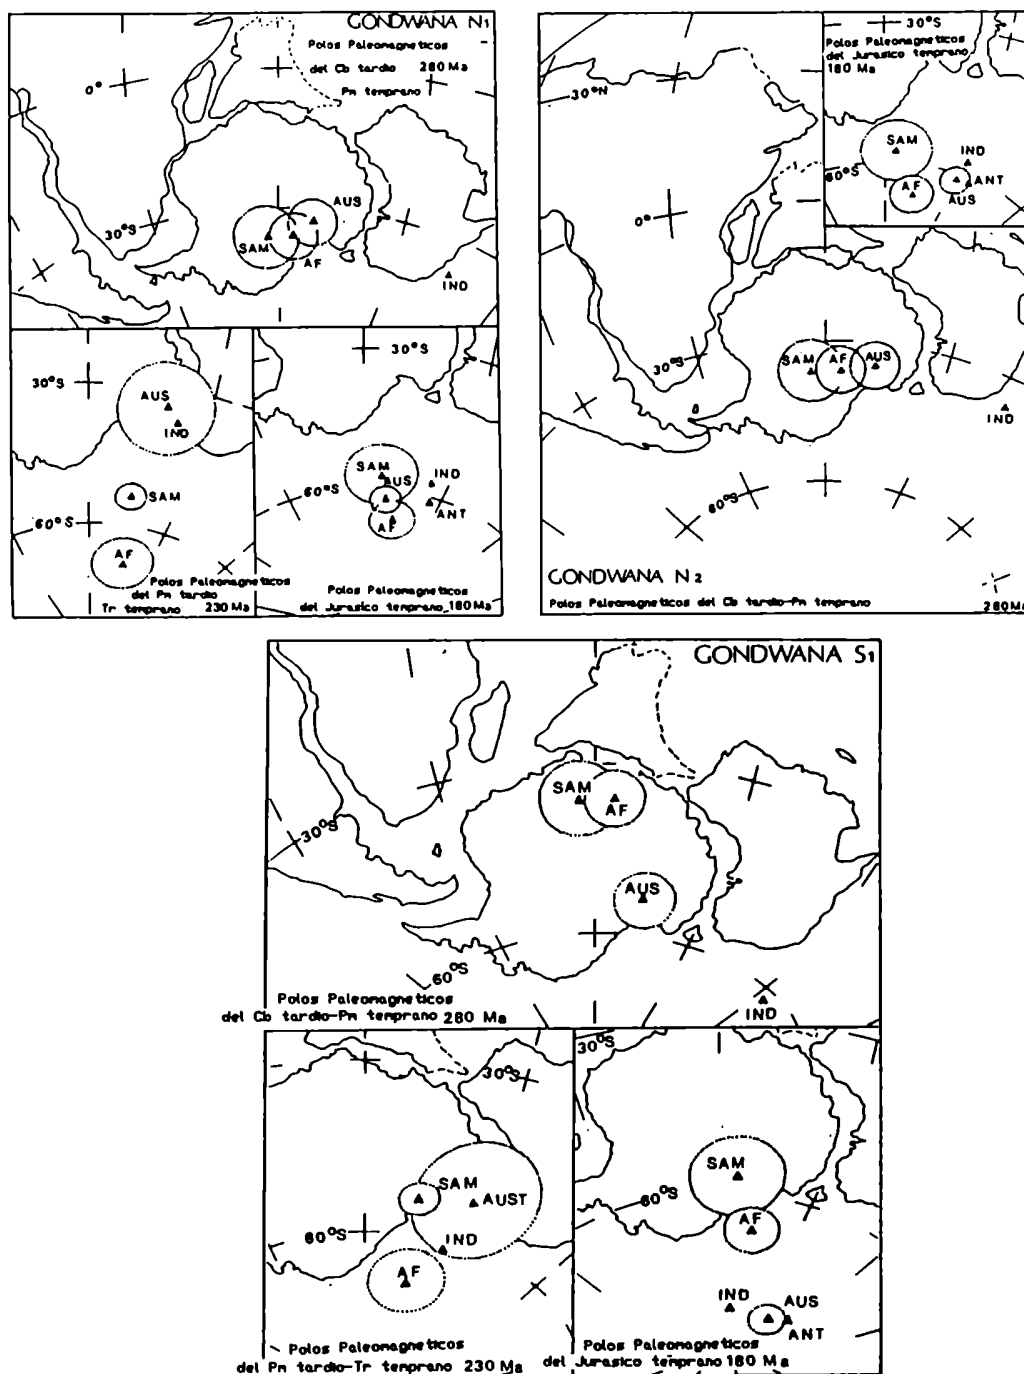 GONDWANA N1
Polos Paleomagneticos
del Cb tardio 280 Ma
Pm temprano
0°
30°S
SAM
AF
AUS
IND
30°S
AUS
IND
SAM
60°S
AF
Polos Paleomagneticos
del Pm tardio
Tr temprano 230 Ma
30°S
SAM
AUS
IND
60°S
ANT
AF
Polos Paleomagneticos
del Jurasico temprano 180 Ma
30°S
Polos Paleomagneticos
del Jurasico temprano
180 Ma
SAM
IND
60°S
AF
ANT
AUS
30°N
0°
30°S
SAM
AF
AUS
IND
60°S
GONDWANA N2
Polos Paleomagneticos del Cb tardio-Pm temprano 280 Ma
GONDWANA S1
SAM
AF
30°S
AUS
60°S
IND
Polos Paleomagneticos
del Cb tardio-Pm temprano 280 Ma
30°S
SAM
AUST
60°S
IND
AF
Polos Paleomagneticos
del Pm tardio-Tr temprano 230 Ma
30°S
SAM
60°S
AF
IND
AUS
ANT
Polos Paleomagneticos
del Jurasico temprano 180 Ma